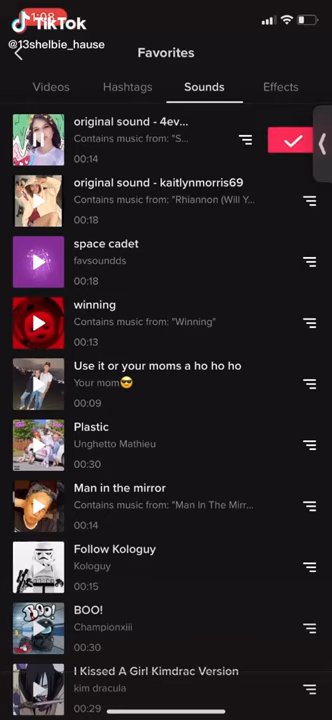 1:08
TikTok
@13shelbie_hause
Favorites
Videos
Hashtags
Sounds
Effects
original sound - 4ev...
Contains music from: "S...
00:14
original sound - kaitlynmorris69
Contains music from: "Rhiannon (Will Y...
00:18
space cadet
favsoundds
00:18
winning
Contains music from: "Winning"
00:13
Use it or your moms a ho ho ho
Your mom😎
00:09
Plastic
Unghetto Mathieu
00:30
Man in the mirror
Contains music from: "Man In The Mirr...
00:14
Follow Kologuy
Kologuy
00:15
BOO!
BOO!
Championxiii
00:30
I Kissed A Girl Kimdrac Version
kim dracula
00:29